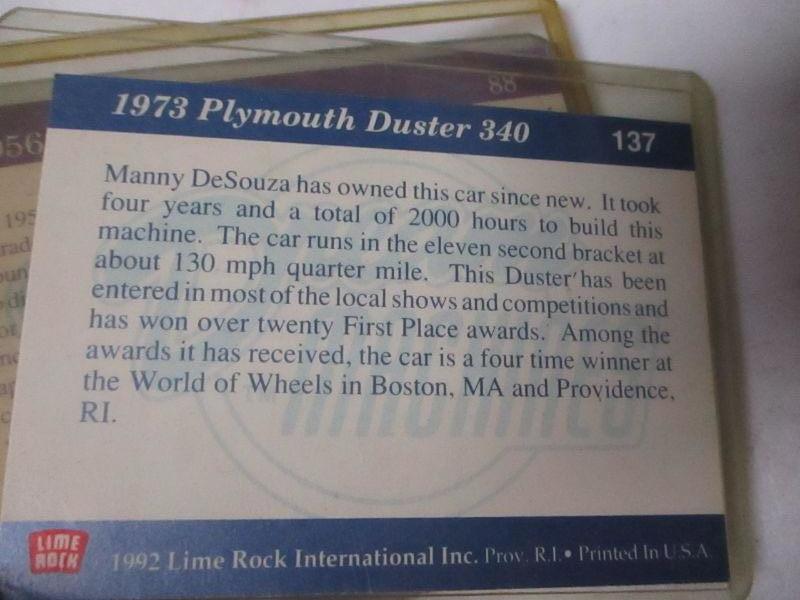 88
1973 Plymouth Duster 340 137
56
Manny DeSouza has owned this car since new. It took
four years and a total of 2000 hours to build this
machine. The car runs in the eleven second bracket at
about 130 mph quarter mile. This Duster has been
entered in most of the local shows and competitions and
has won over twenty First Place awards. Among the
awards it has received, the car is a four time winner at
the World of Wheels in Boston, MA and Providence,
RI.
195
LIME
ROCK
1992 Lime Rock International Inc. Prov. R.I. • Printed In U.S.A.